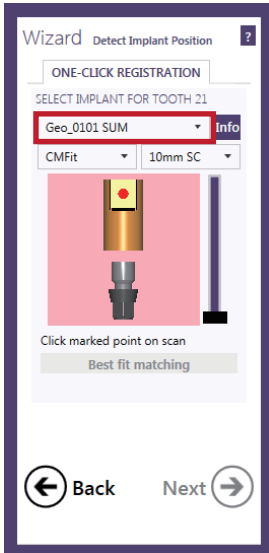 Wizard Detect Implant Position ?
ONE-CLICK REGISTRATION
SELECT IMPLANT FOR TOOTH 21
Geo_0101 SUM Info
CMFit 10mm SC
Click marked point on scan
Best fit matching
Back Next